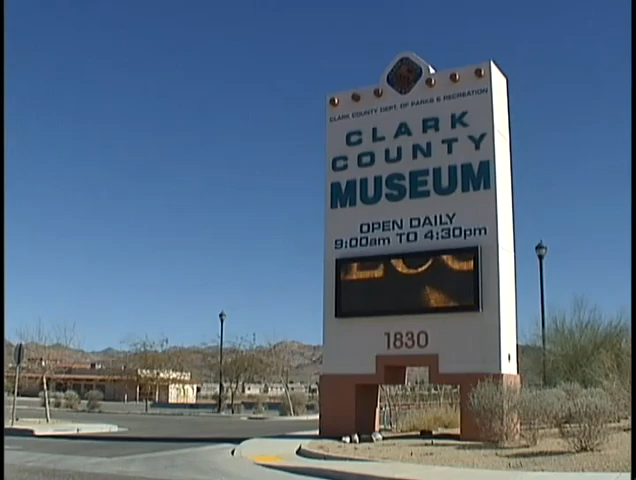 CLARK COUNTY DEPT. OF PARKS & RECREATION
CLARK
COUNTY
MUSEUM
OPEN DAILY
9:00am TO 4:30pm
1830